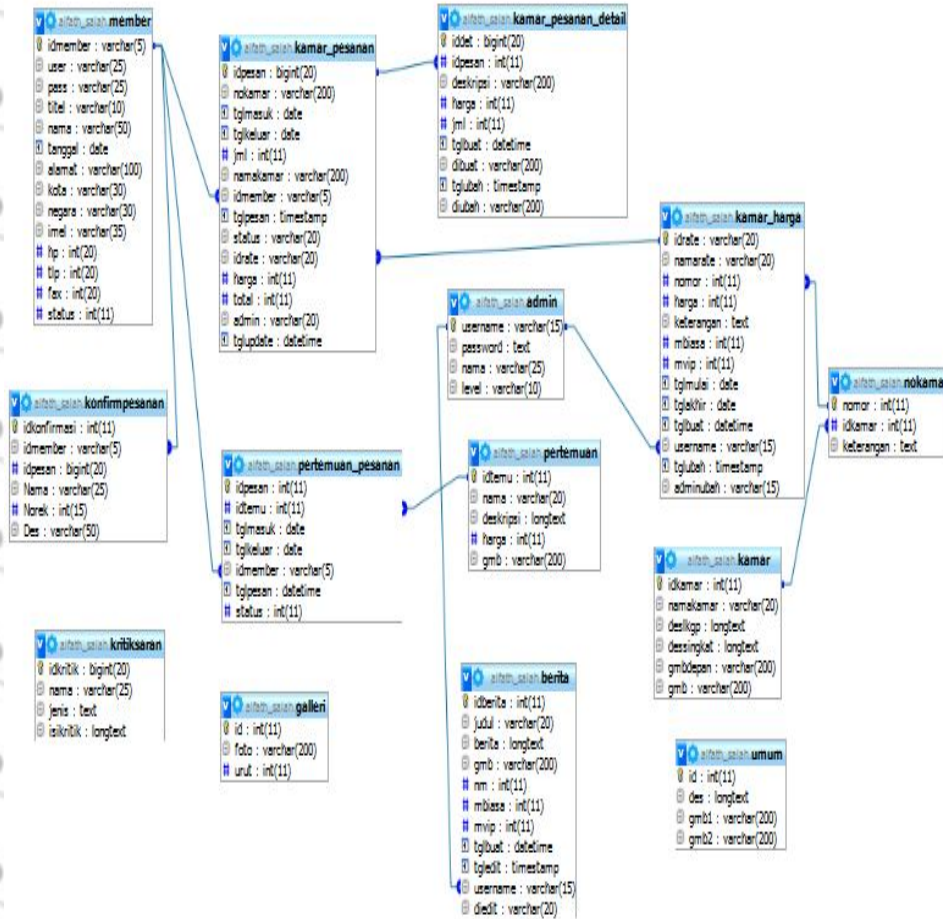 alfath_salah.member
idmember : varchar(5)
user : varchar(25)
pass : varchar(25)
titel : varchar(10)
nama : varchar(50)
tanggal : date
alamat : varchar(100)
kota : varchar(30)
negara : varchar(30)
imel : varchar(35)
hp : int(20)
tlp : int(20)
fax : int(20)
status : int(11)
alfath_salah.kamar_pesanan
idpesan : bigint(20)
nokamar : varchar(200)
tglmasuk : date
tglkeluar : date
jml : int(11)
namakamar : varchar(200)
idmember : varchar(5)
tglpesan : timestamp
status : varchar(20)
idrate : varchar(20)
harga : int(11)
total : int(11)
admin : varchar(20)
tglupdate : datetime
alfath_salah.kamar_pesanan_detail
iddet : bigint(20)
idpesan : int(11)
deskripsi : varchar(200)
harga : int(11)
jml : int(11)
tglbuat : datetime
dibuat : varchar(200)
tglubah : timestamp
diubah : varchar(200)
alfath_salah.kamar_harga
idrate : varchar(20)
namarate : varchar(20)
nomor : int(11)
harga : int(11)
keterangan : text
mbiasa : int(11)
mvip : int(11)
tglmulai : date
tglakhir : date
tglbuat : datetime
username : varchar(15)
tglubah : timestamp
adminubah : varchar(15)
alfath_salah.admin
username : varchar(15)
password : text
nama : varchar(25)
level : varchar(10)
alfath_salah.nokamar
nomor : int(11)
idkamar : int(11)
keterangan : text
alfath_salah.konfirmpesanan
idkonfirmasi : int(11)
idmember : varchar(5)
idpesan : bigint(20)
Nama : varchar(25)
Norek : int(15)
Des : varchar(50)
alfath_salah.pertemuan_pesanan
idpesan : int(11)
idtemu : int(11)
tglmasuk : date
tglkeluar : date
idmember : varchar(5)
tglpesan : datetime
status : int(11)
alfath_salah.pertemuan
idtemu : int(11)
nama : varchar(20)
deskripsi : longtext
harga : int(11)
gmb : varchar(200)
alfath_salah.kamar
idkamar : int(11)
namakamar : varchar(20)
deslkgp : longtext
dessingkat : longtext
gmbdepan : varchar(200)
gmb : varchar(200)
alfath_salah.kritiksaran
idkritik : bigint(20)
nama : varchar(25)
jenis : text
isikritik : longtext
alfath_salah.galleri
id : int(11)
foto : varchar(200)
urut : int(11)
alfath_salah.berita
idberita : int(11)
judul : varchar(20)
berita : longtext
gmb : varchar(200)
nm : int(11)
mbiasa : int(11)
mvip : int(11)
tglbuat : datetime
tgledit : timestamp
username : varchar(15)
diedit : varchar(20)
alfath_salah.umum
id : int(11)
des : longtext
gmb1 : varchar(200)
gmb2 : varchar(200)